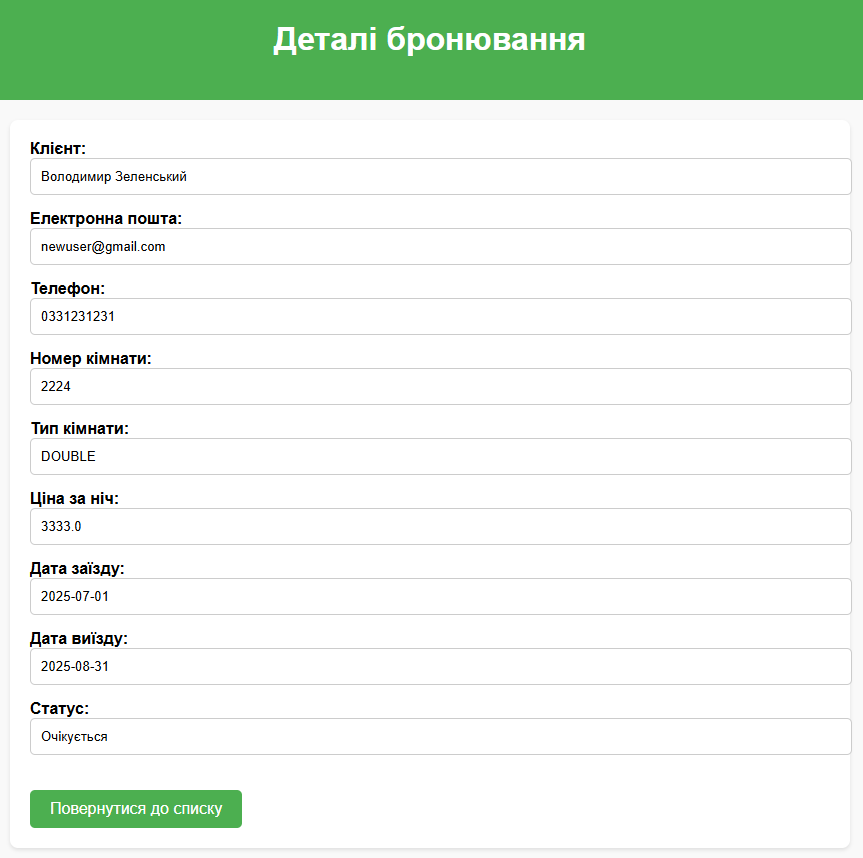 Деталі бронювання
Клієнт:
Володимир Зеленський
Електронна пошта:
newuser@gmail.com
Телефон:
0331231231
Номер кімнати:
2224
Тип кімнати:
DOUBLE
Ціна за ніч:
3333.0
Дата заїзду:
2025-07-01
Дата виїзду:
2025-08-31
Статус:
Очікується
Повернутися до списку